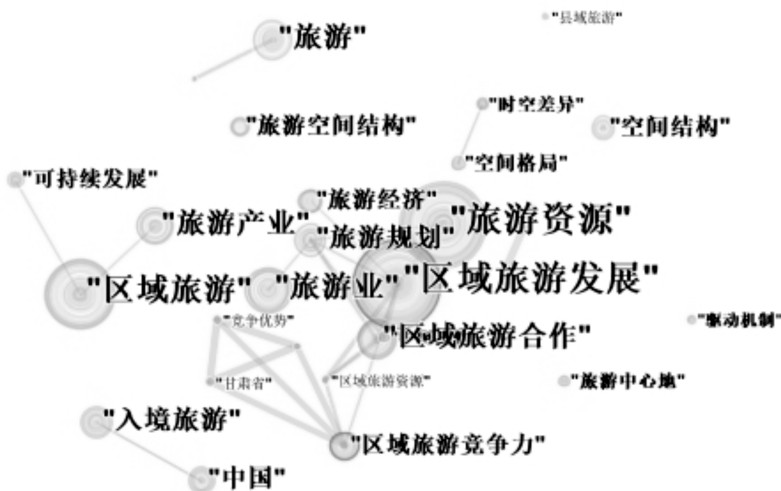 "县域旅游"
"旅游"
"时空差异"
"旅游空间结构"
"空间结构"
"空间格局"
"可持续发展"
"旅游经济"
"旅游产业"
"旅游资源"
"旅游规划"
"区域旅游"
"旅游业"
"区域旅游发展"
"竞争优势"
"驱动机制"
"区域旅游合作"
"甘肃省"
"区域旅游资源"
"旅游中心地"
"入境旅游"
"区域旅游竞争力"
"中国"